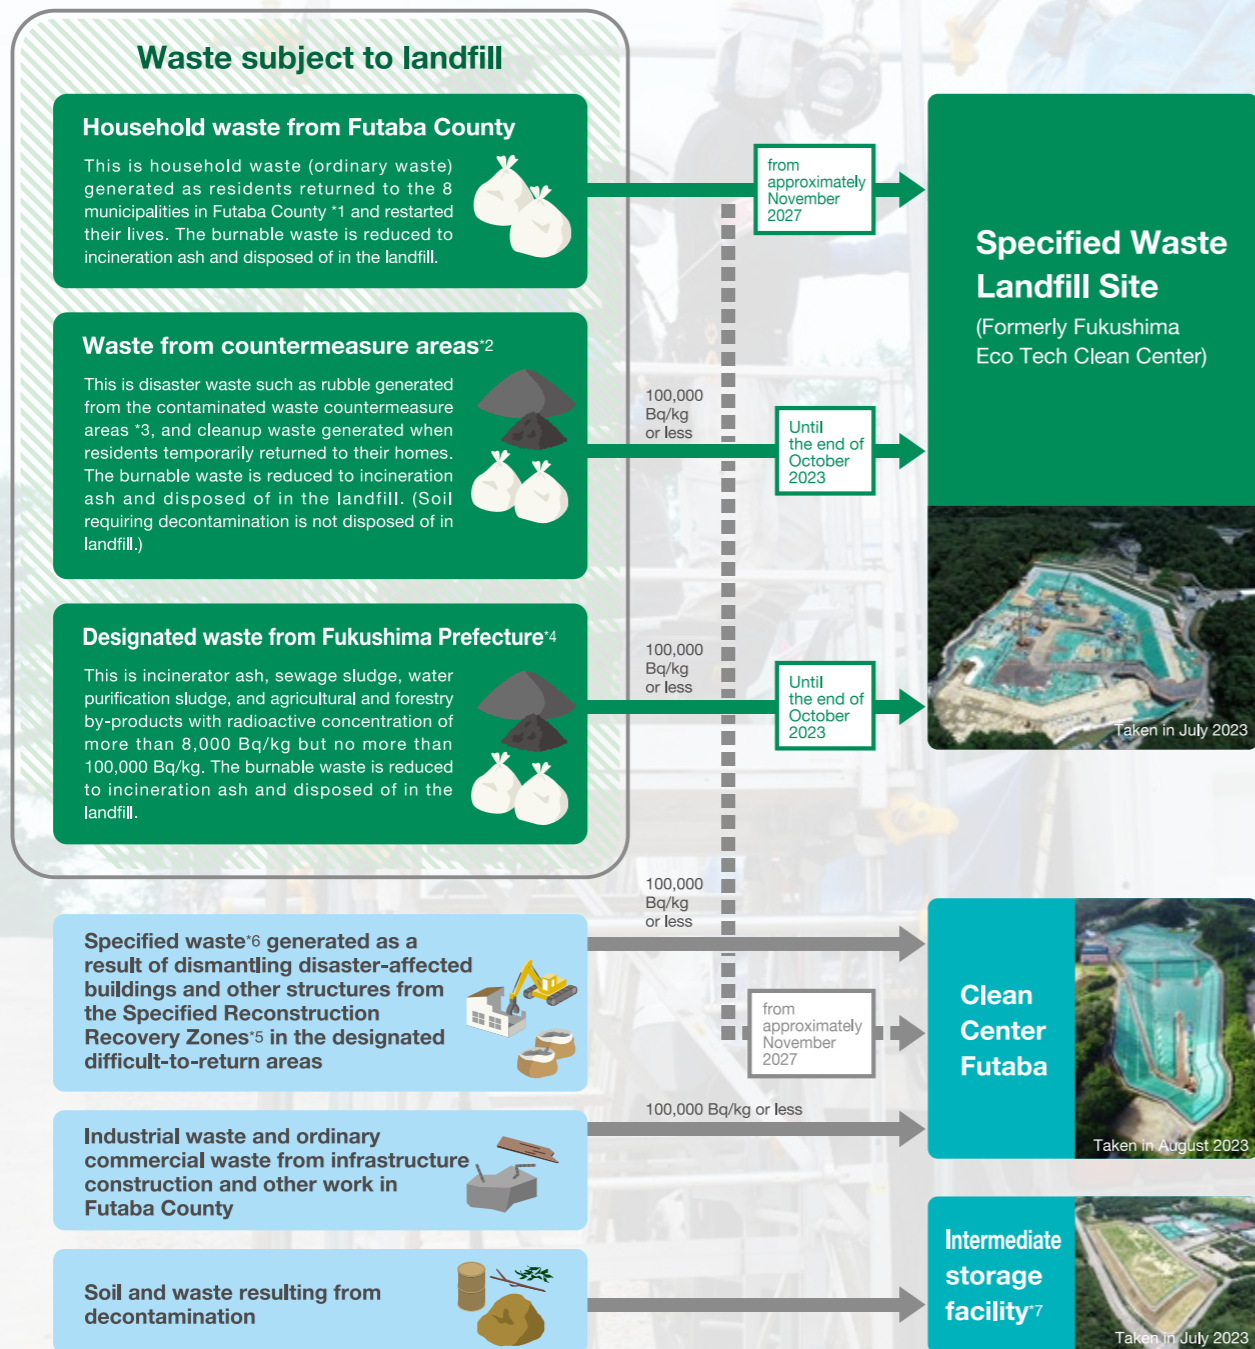 Waste subject to landfill
Household waste from Futaba County
This is household waste (ordinary waste)
generated as residents returned to the 8
municipalities in Futaba County *1 and restarted
their lives. The burnable waste is reduced to
incineration ash and disposed of in the landfill.
from
approximately
November
2027
Specified Waste
Landfill Site
(Formerly Fukushima
Eco Tech Clean Center)
Waste from countermeasure areas*2
This is disaster waste such as rubble generated
from the contaminated waste countermeasure
areas *3, and cleanup waste generated when
residents temporarily returned to their homes.
The burnable waste is reduced to incineration
ash and disposed of in the landfill. (Soil
requiring decontamination is not disposed of in
landfill.)
100,000
Bq/kg
or less
Until
the end of
October
2023
Designated waste from Fukushima Prefecture*4
This is incinerator ash, sewage sludge, water
purification sludge, and agricultural and forestry
by-products with radioactive concentration of
more than 8,000 Bq/kg but no more than
100,000 Bq/kg. The burnable waste is reduced
to incineration ash and disposed of in the
landfill.
100,000
Bq/kg
or less
Until
the end of
October
2023
Taken in July 2023
Specified waste*6 generated as a
result of dismantling disaster-affected
buildings and other structures from
the Specified Reconstruction
Recovery Zones*5 in the designated
difficult-to-return areas
100,000
Bq/kg
or less
from
approximately
November
2027
Clean
Center
Futaba
Taken in August 2023
Industrial waste and ordinary
commercial waste from infrastructure
construction and other work in
Futaba County
100,000 Bq/kg or less
Soil and waste resulting from
decontamination
Intermediate
storage
facility*7
Taken in July 2023